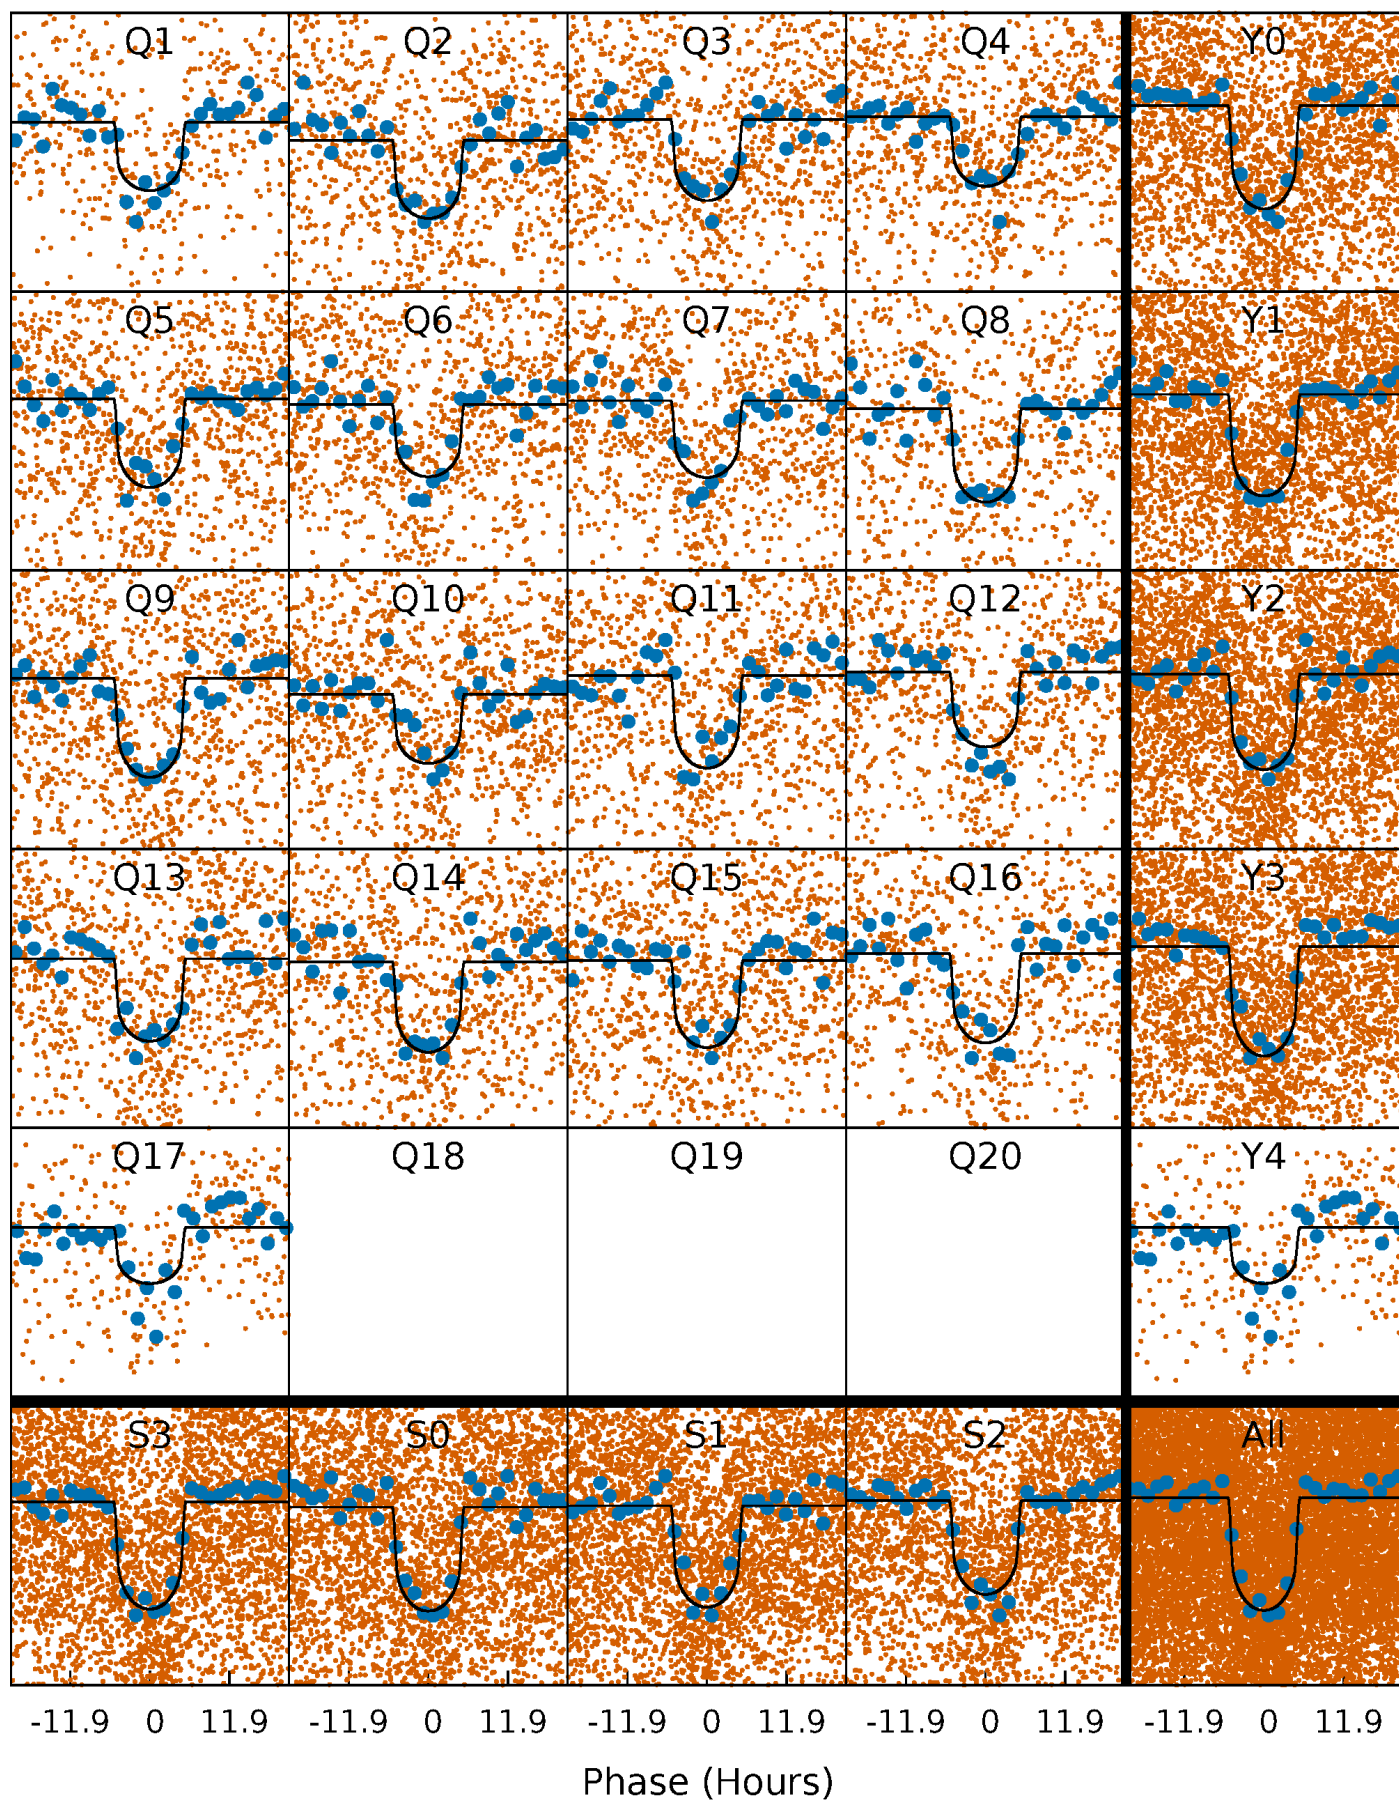 Q1 Q2 Q3 Q4 Y0
Q5 Q6 Q7 Q8 Y1
Q9 Q10 Q11 Q12 Y2
Q13 Q14 Q15 Q16 Y3
Q17 Q18 Q19 Q20 Y4
S3 S0 S1 S2 All
-11.9 0 11.9 -11.9 0 11.9 -11.9 0 11.9 -11.9 0 11.9 -11.9 0 11.9
Phase (Hours)